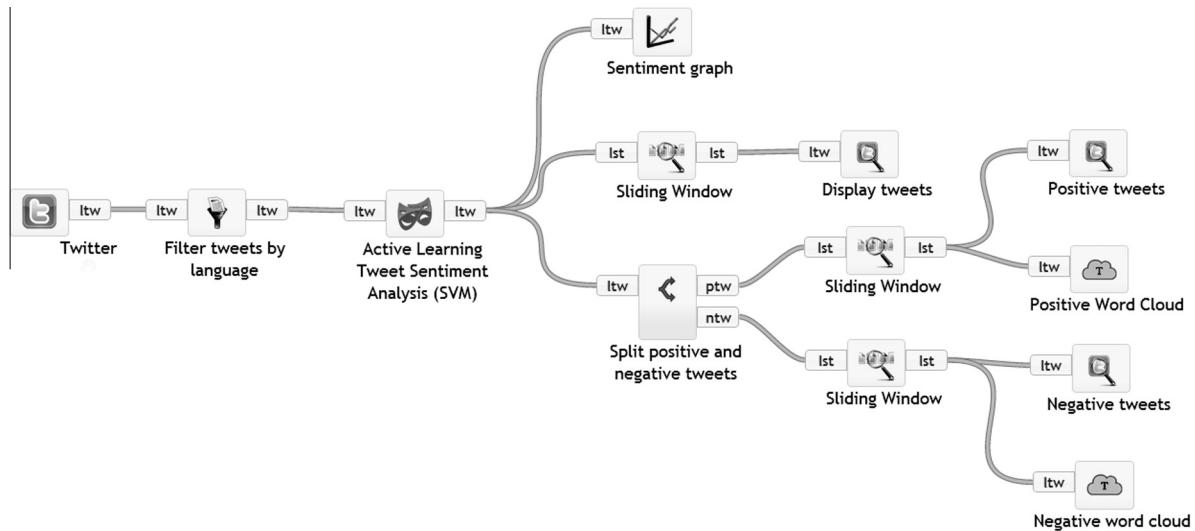 ltw
Sentiment graph
lst
lst
ltw
Sliding Window
Display tweets
ltw
Positive tweets
ltw
ltw
ltw
ltw
ltw
Twitter
Filter tweets by
language
Active Learning
Tweet Sentiment
Analysis (SVM)
lst
lst
Sliding Window
ltw
T
Positive Word Cloud
ltw
ptw
ntw
Split positive and
negative tweets
lst
lst
Sliding Window
ltw
Negative tweets
ltw
T
Negative word cloud